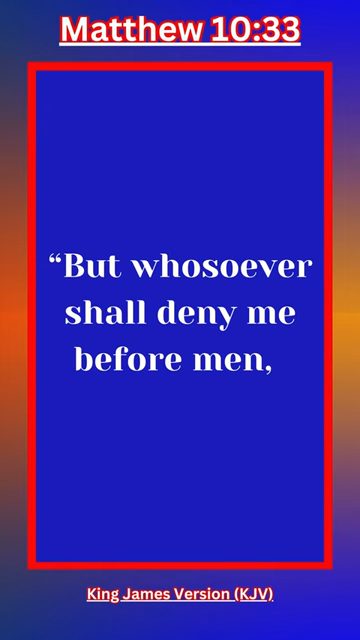 Matthew 10:33
“But whosoever
shall deny me
before men,
King James Version (KJV)